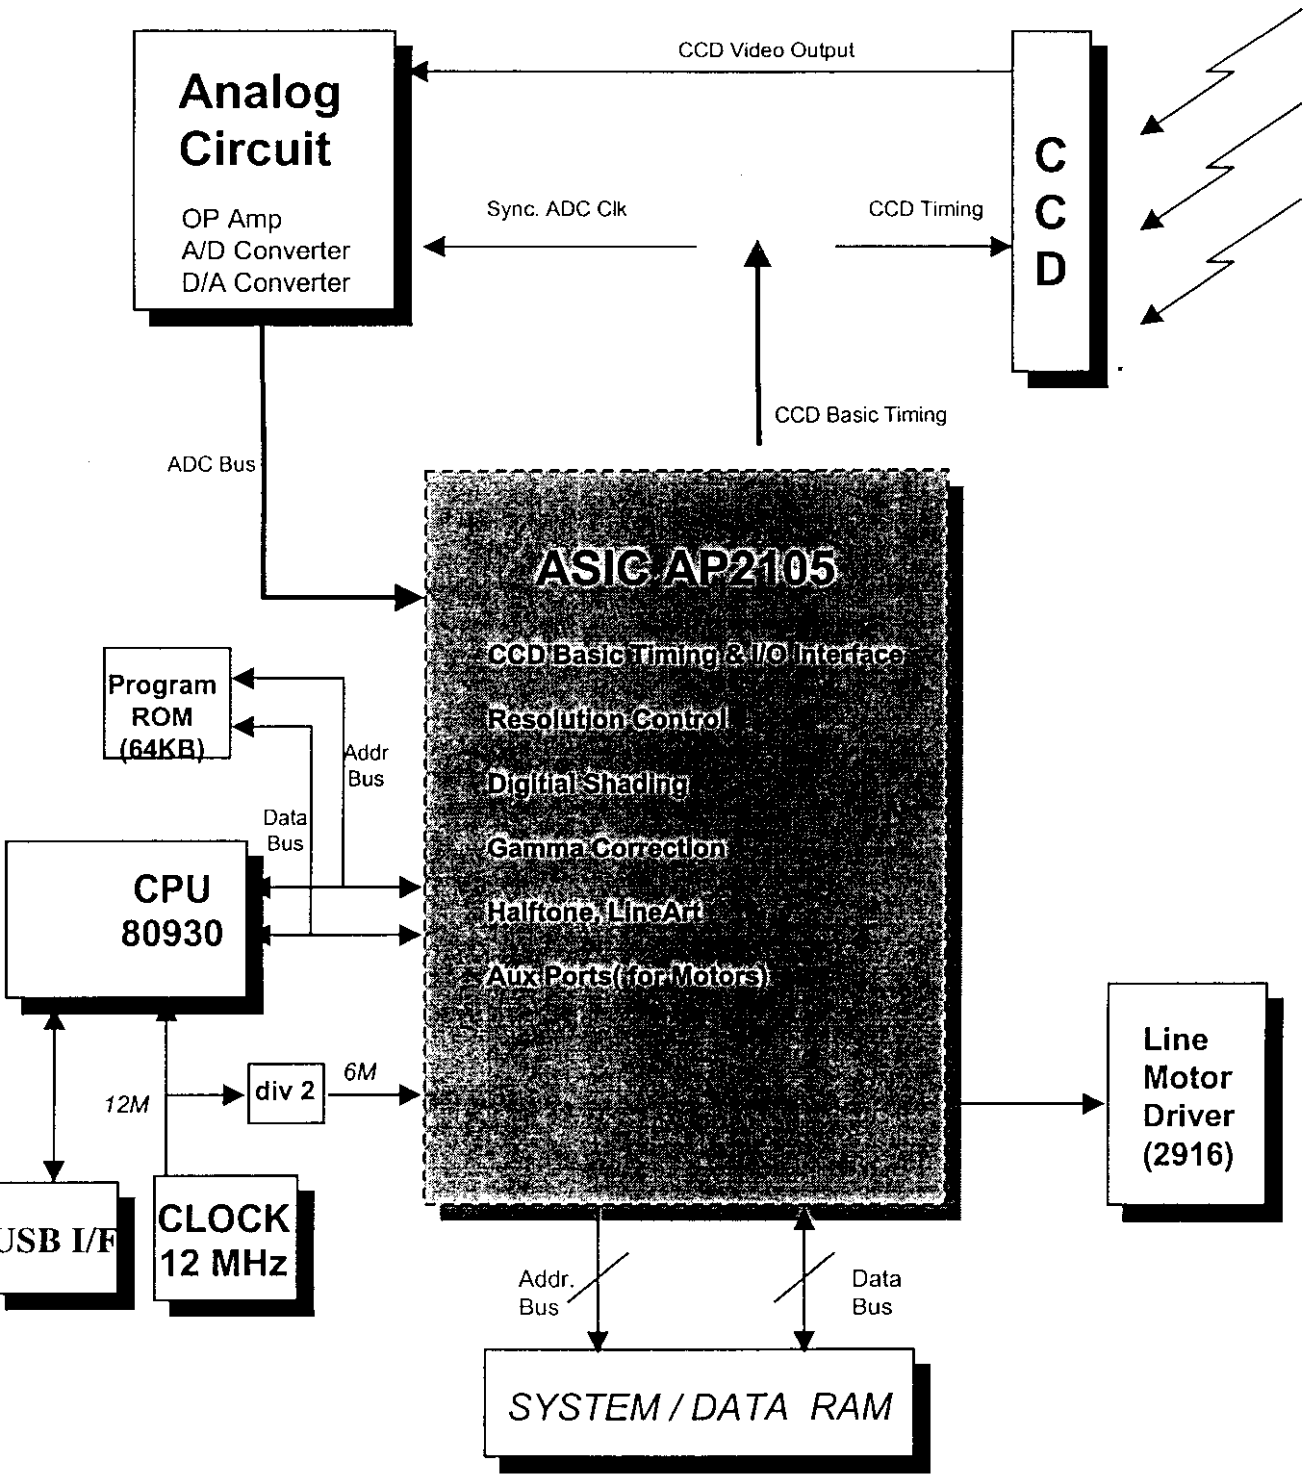 CCD Video Output
Analog
Circuit
OP Amp
A/D Converter
D/A Converter
Sync. ADC Clk
CCD Timing
C
C
D
CCD Basic Timing
ADC Bus
ASIC AP2105
CCD Basic Timing & I/O Interface
Resolution Control
Digitial Shading
Gamma Correction
Halftone, LineArt
Aux Ports( for Motors)
Program
ROM
(64KB)
Addr
Bus
Data
Bus
CPU
80930
12M
div 2
6M
Line
Motor
Driver
(2916)
USB I/F
CLOCK
12 MHz
Addr.
Bus
Data
Bus
SYSTEM / DATA RAM